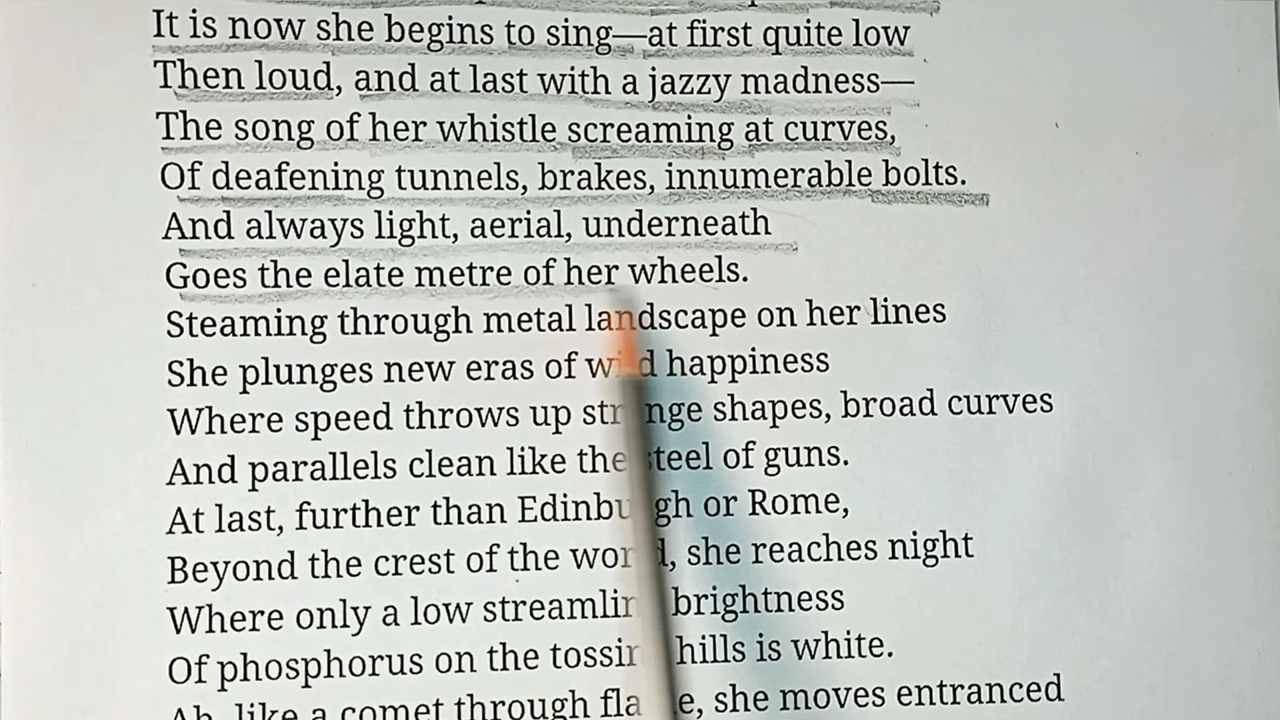 It is now she begins to sing—at first quite low
Then loud, and at last with a jazzy madness—
The song of her whistle screaming at curves,
Of deafening tunnels, brakes, innumerable bolts.
And always light, aerial, underneath
Goes the elate metre of her wheels.
Steaming through metal landscape on her lines
She plunges new eras of wild happiness
Where speed throws up strange shapes, broad curves
And parallels clean like the steel of guns.
At last, further than Edinburgh or Rome,
Beyond the crest of the world, she reaches night
Where only a low streamline brightness
Of phosphorus on the tossing hills is white.
Ah, like a comet through flame, she moves entranced